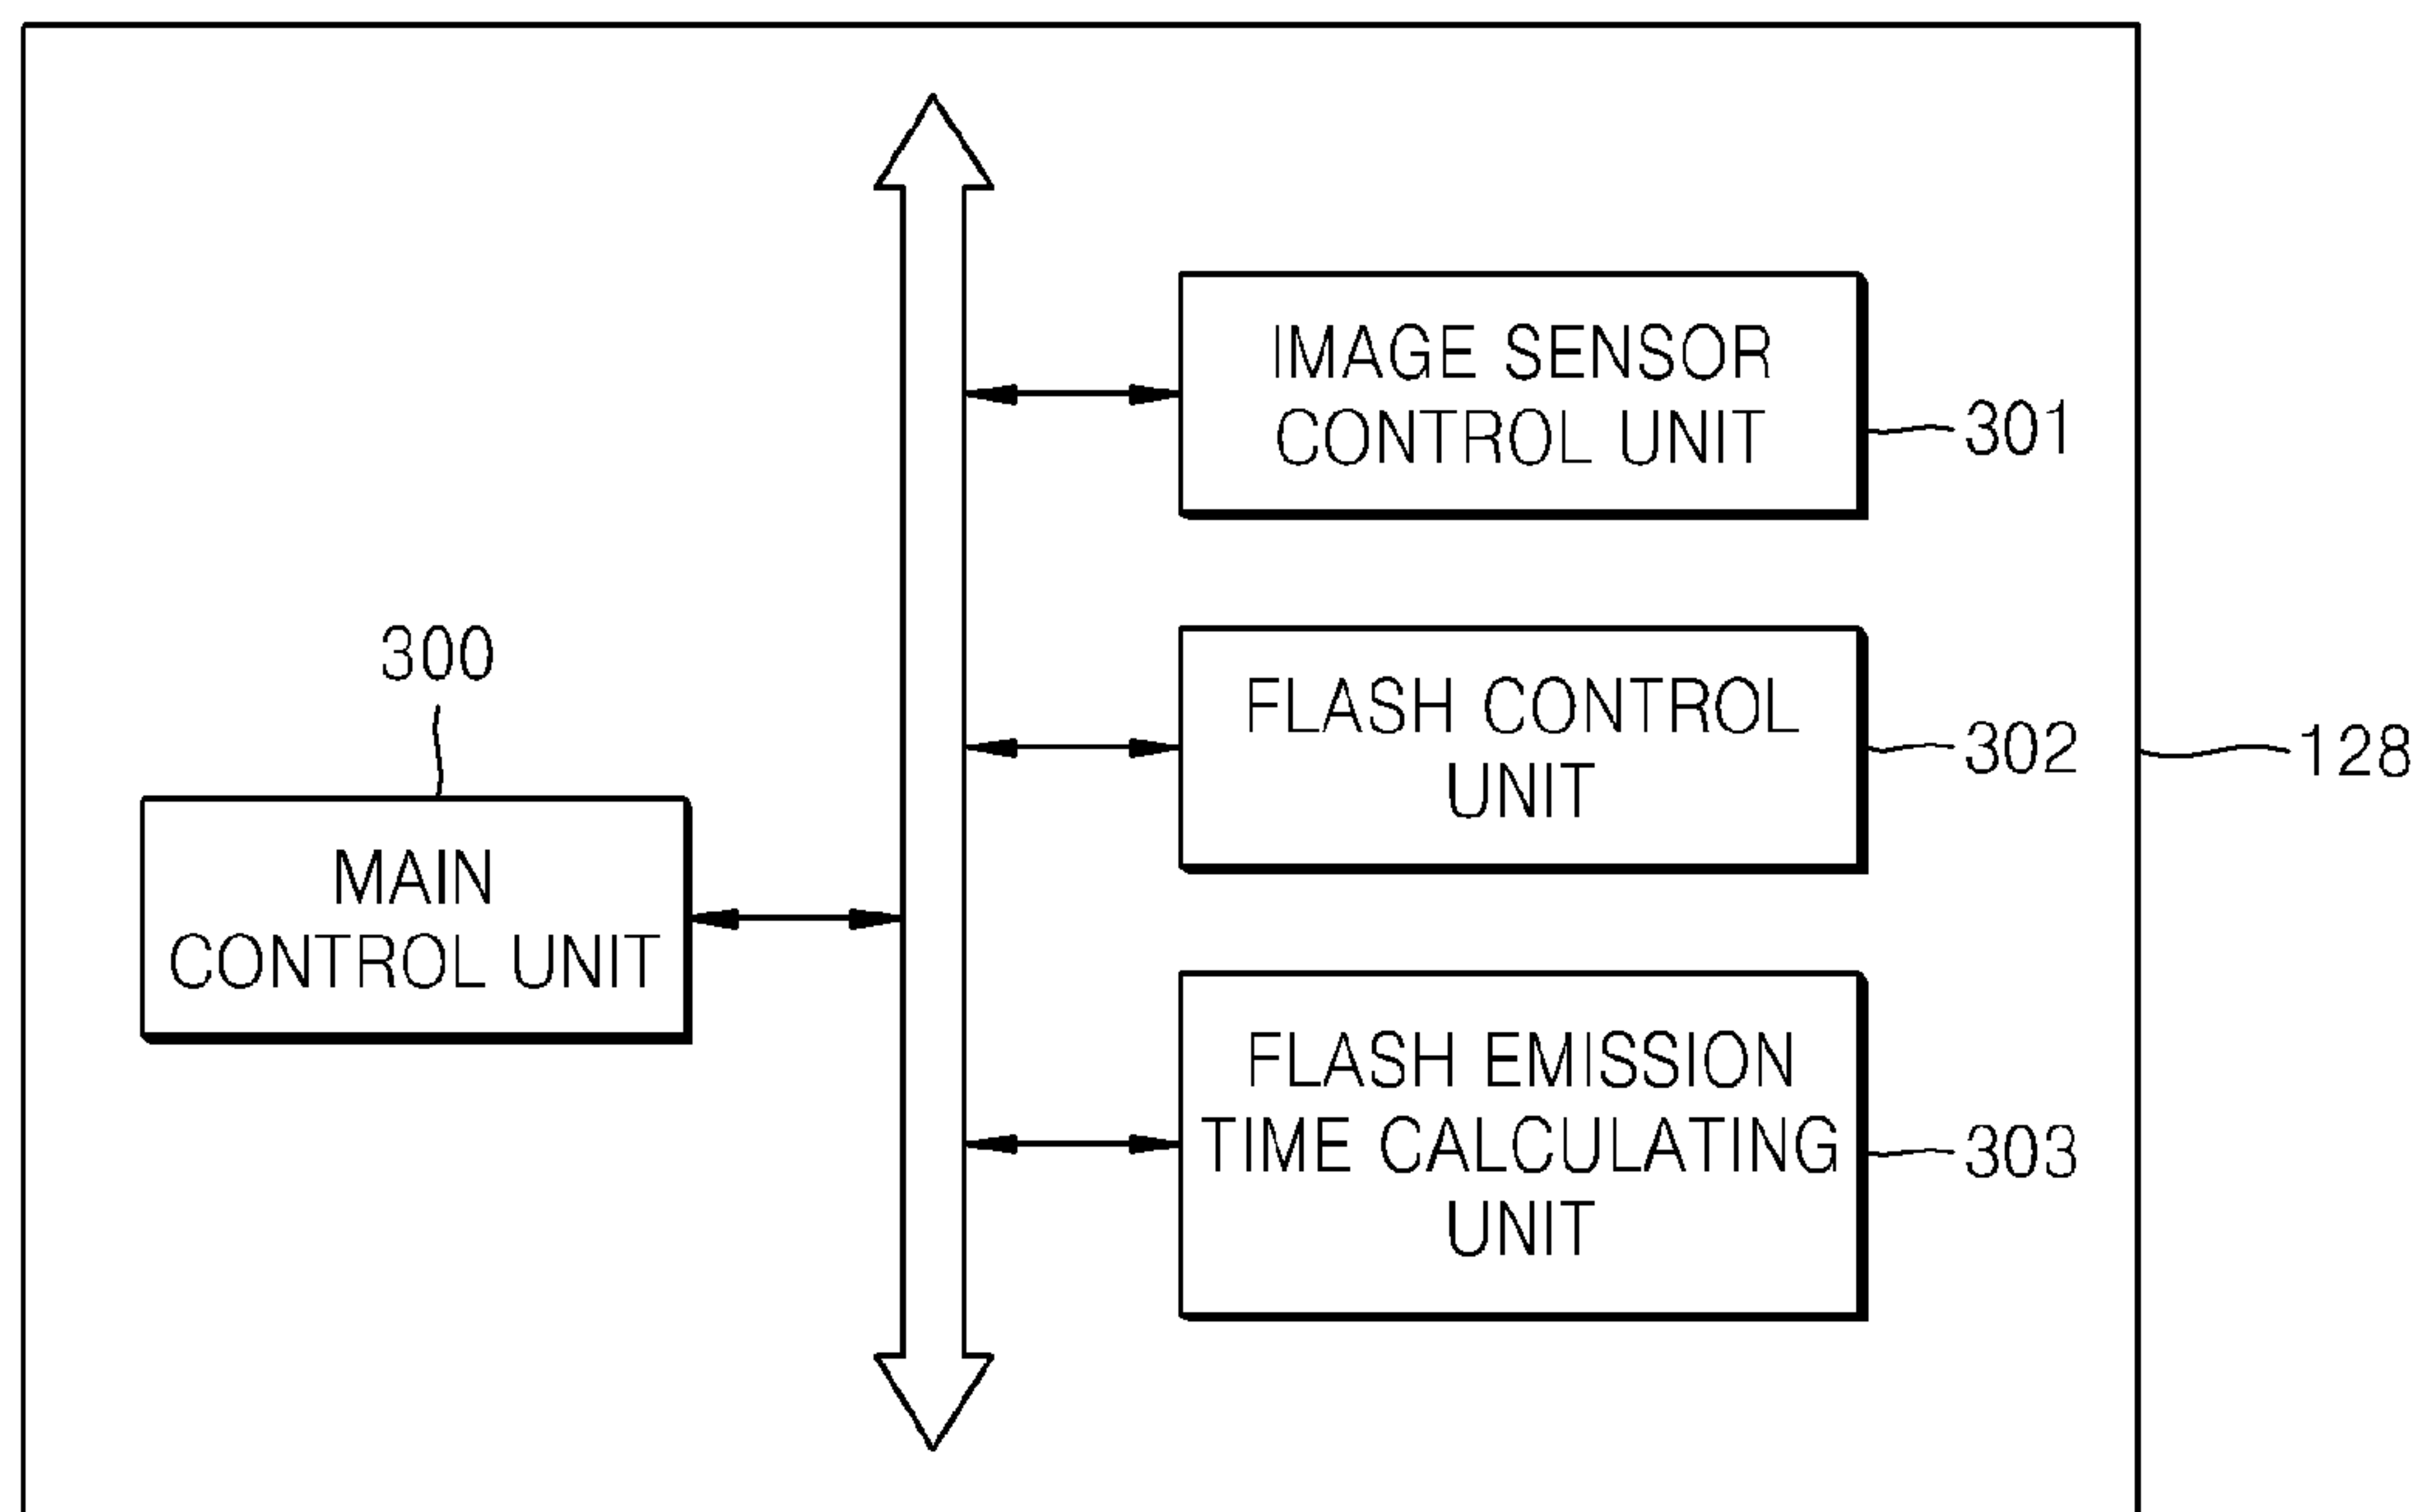 IMAGE SENSOR
CONTROL UNIT
301
300
FLASH CONTROL
UNIT
302
128
MAIN
CONTROL UNIT
FLASH EMISSION
TIME CALCULATING
UNIT
303